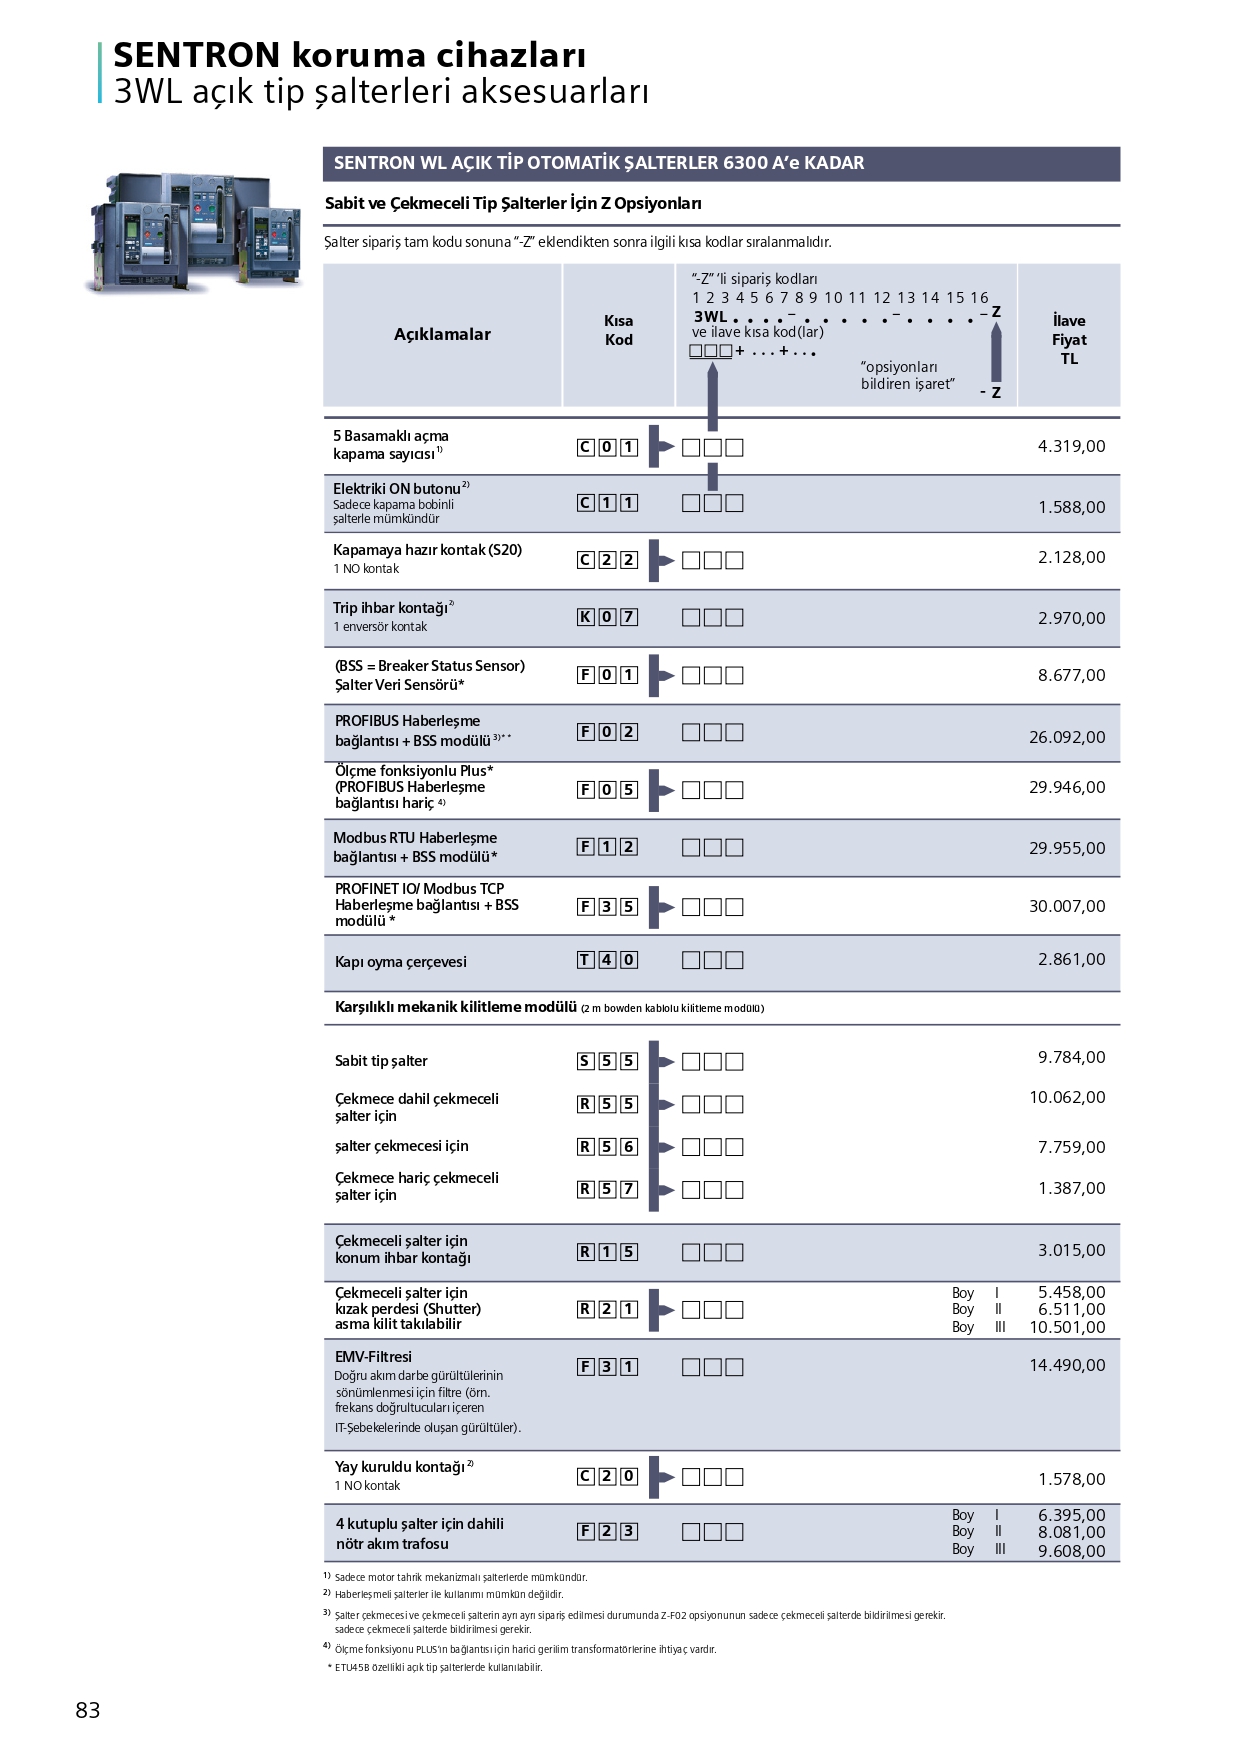 SENTRON koruma cihazları
3WL açık tip şalterleri aksesuarları
SENTRON WL AÇIK TİP OTOMATİK ŞALTERLER 6300 A’e KADAR
Sabit ve Çekmeceli Tip Şalterler İçin Z Opsiyonları
Şalter sipariş tam kodu sonuna “-Z” eklendikten sonra ilgili kısa kodlar sıralanmalıdır.
Açıklamalar
Kısa
Kod
“-Z” ‘li sipariş kodları
1 2 3 4 5 6 7 8 9 10 11 12 13 14 15 16
3WL . . . . – . . . . . – . . . . – Z
ve ilave kısa kod(lar)
□□□+ ...+...
“opsiyonları
bildiren işaret”
- Z
İlave
Fiyat
TL
5 Basamaklı açma
kapama sayıcısı 1)
C 0 1 □□□ 4.319,00
Elektriki ON butonu 2)
Sadece kapama bobinli
şalterle mümkündür
C 1 1 □□□ 1.588,00
Kapamaya hazır kontak (S20)
1 NO kontak
C 2 2 □□□ 2.128,00
Trip ihbar kontağı 2)
1 enversör kontak
K 0 7 □□□ 2.970,00
(BSS = Breaker Status Sensor)
Şalter Veri Sensörü*
F 0 1 □□□ 8.677,00
PROFIBUS Haberleşme
bağlantısı + BSS modülü 3)**
F 0 2 □□□ 26.092,00
Ölçme fonksiyonlu Plus*
(PROFIBUS Haberleşme
bağlantısı hariç 4)
F 0 5 □□□ 29.946,00
Modbus RTU Haberleşme
bağlantısı + BSS modülü*
F 1 2 □□□ 29.955,00
PROFINET IO/ Modbus TCP
Haberleşme bağlantısı + BSS
modülü *
F 3 5 □□□ 30.007,00
Kapı oyma çerçevesi
T 4 0 □□□ 2.861,00
Karşılıklı mekanik kilitleme modülü (2 m bowden kablolu kilitleme modülü)
Sabit tip şalter
S 5 5 □□□ 9.784,00
Çekmece dahil çekmeceli
şalter için
R 5 5 □□□ 10.062,00
şalter çekmecesi için
R 5 6 □□□ 7.759,00
Çekmece hariç çekmeceli
şalter için
R 5 7 □□□ 1.387,00
Çekmeceli şalter için
konum ihbar kontağı
R 1 5 □□□ 3.015,00
Çekmeceli şalter için
kızak perdesi (Shutter)
asma kilit takılabilir
R 2 1 □□□
Boy I 5.458,00
Boy II 6.511,00
Boy III 10.501,00
EMV-Filtresi
Doğru akım darbe gürültülerinin
sönümlenmesi için filtre (örn.
frekans doğrultucuları içeren
IT-Şebekelerinde oluşan gürültüler).
F 3 1 □□□ 14.490,00
Yay kuruldu kontağı 2)
1 NO kontak
C 2 0 □□□ 1.578,00
4 kutuplu şalter için dahili
nötr akım trafosu
F 2 3 □□□
Boy I 6.395,00
Boy II 8.081,00
Boy III 9.608,00
1) Sadece motor tahrik mekanizmalı şalterlerde mümkündür.
2) Haberleşmeli şalterler ile kullanımı mümkün değildir.
3) Şalter çekmecesi ve çekmeceli şalterin ayrı ayrı sipariş edilmesi durumunda Z-F02 opsiyonunun sadece çekmeceli şalterde bildirilmesi gerekir.
sadece çekmeceli şalterde bildirilmesi gerekir.
4) Ölçme fonksiyonu PLUS’ın bağlantısı için harici gerilim transformatörlerine ihtiyaç vardır.
* ETU45B özellikli açık tip şalterlerde kullanılabilir.
83